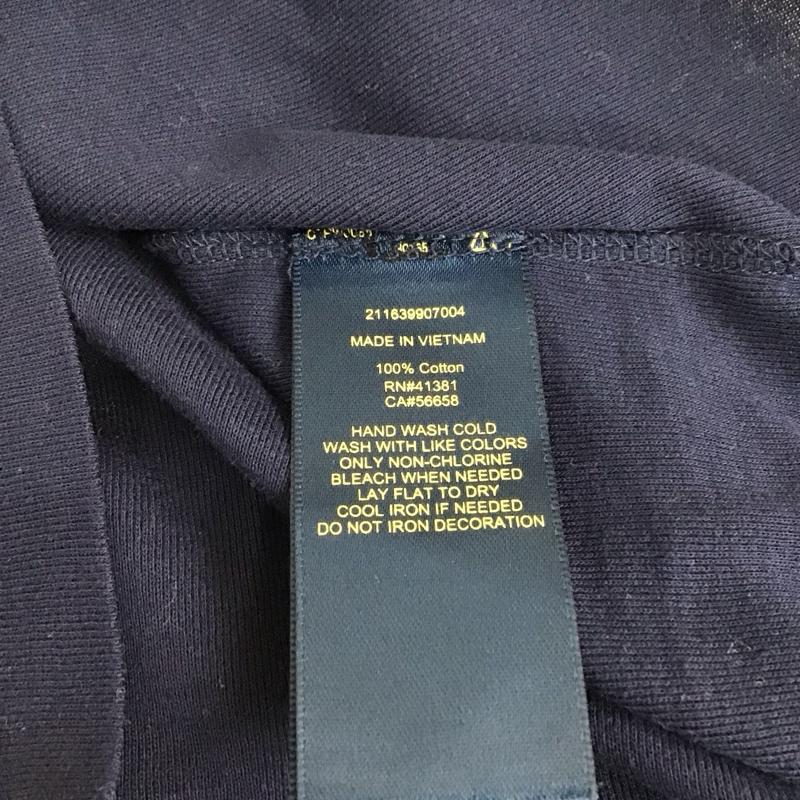 211639907004
MADE IN VIETNAM
100% Cotton
RN#41381
CA#56658
HAND WASH COLD
WASH WITH LIKE COLORS
ONLY NON-CHLORINE
BLEACH WHEN NEEDED
LAY FLAT TO DRY
COOL IRON IF NEEDED
DO NOT IRON DECORATION